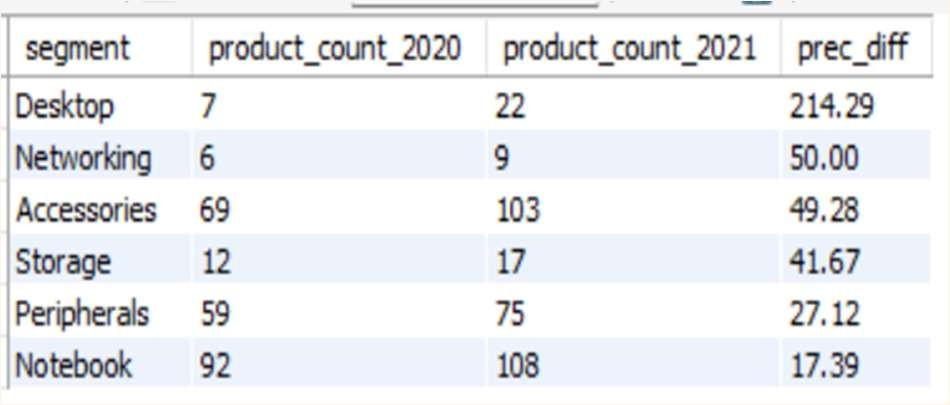 segment product_count_2020 product_count_2021 prec_diff
Desktop 7 22 214.29
Networking 6 9 50.00
Accessories 69 103 49.28
Storage 12 17 41.67
Peripherals 59 75 27.12
Notebook 92 108 17.39